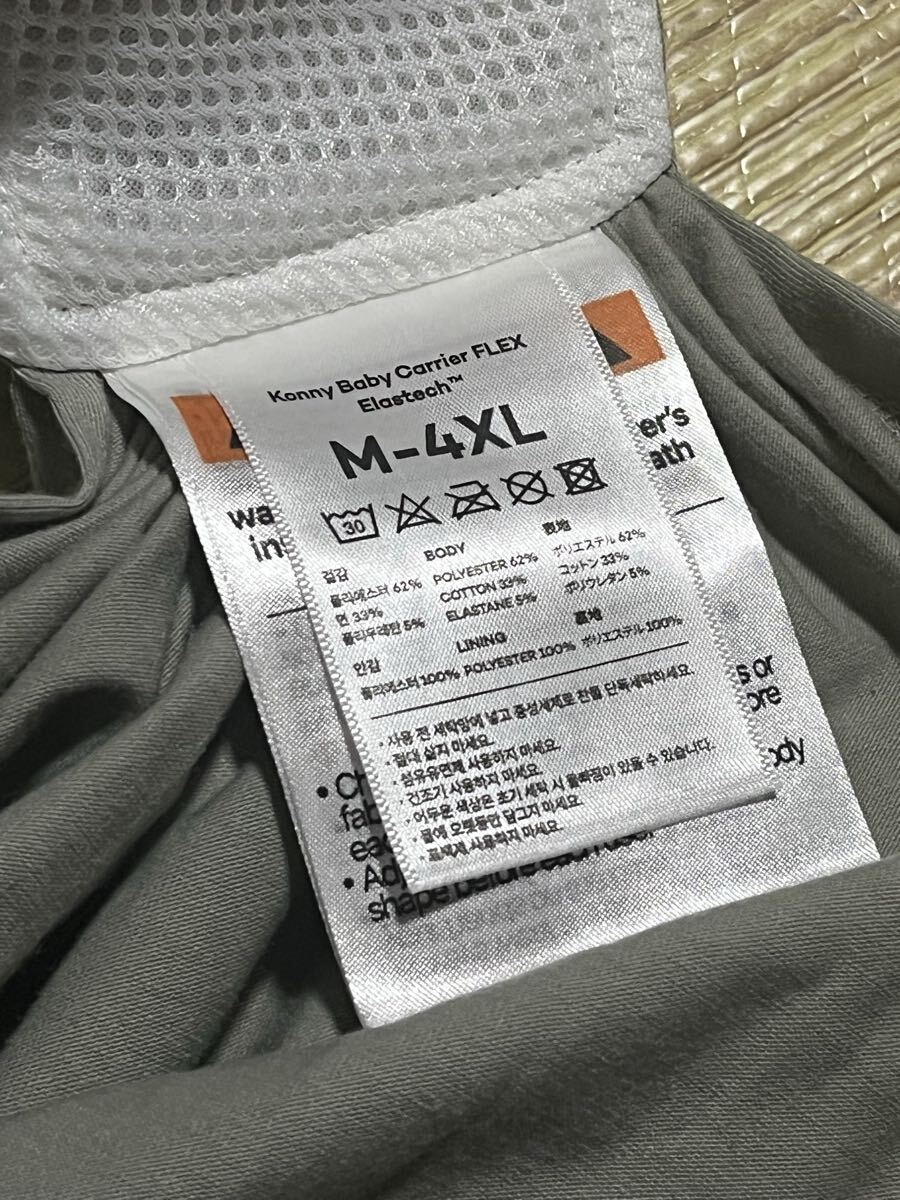 Konny Baby Carrier FLEX
Elastech™
M-4XL
30
겉감
폴리에스터 62%
면 33%
폴리우레탄 5%
안감
폴리에스터 100%
BODY
POLYESTER 62%
COTTON 33%
ELASTANE 5%
LINING
POLYESTER 100%
表地
ポリエステル 62%
コットン 33%
ポリウレタン 5%
裏地
ポリエステル 100%
• 사용 전 세탁망에 넣고 중성세제로 찬물 단독세탁하세요.
• 절대 삶지 마세요.
• 섬유유연제 사용하지 마세요.
• 건조기 사용하지 마세요.
• 어두운 색상은 초기 세탁 시 물빠짐이 있을 수 있습니다.
• 물에 오랫동안 담그지 마세요.
• 표백제 사용하지 마세요.
er's
ath
s or
ody
shape before each